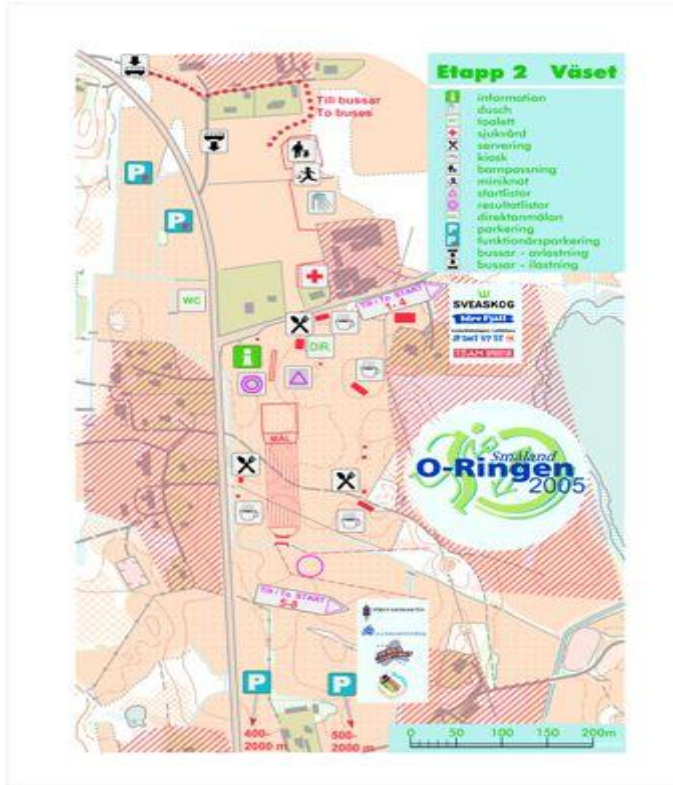 Etapp 2 Väset
information
dusch
toalett
sjukvård
servering
kiosk
barnpassning
miniknat
startlistor
resultatlistor
direktanmälan
parkering
funktionärsparkering
bussar - avlastning
bussar - ilastning
Till bussar
To buses
P
P
WC
Till / To START
1-4
SVEASKOG
Idre Fjäll
DIR.
i
MÅL
Småland
O-Ringen
2005
Till / To START
5-8
P
P
400-
2000 m
500-
2000 m
0 50 100 150 200m